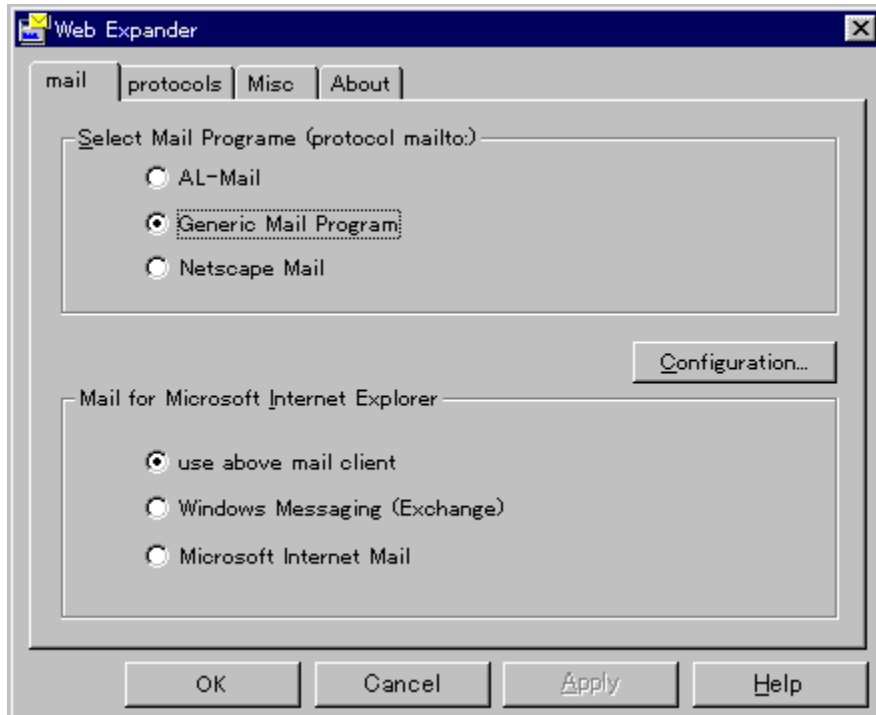 Web Expander
mail protocols Misc About
Select Mail Programe (protocol mailto:)
AL-Mail
Generic Mail Program
Netscape Mail
Configuration...
Mail for Microsoft Internet Explorer
use above mail client
Windows Messaging (Exchange)
Microsoft Internet Mail
OK Cancel Apply Help